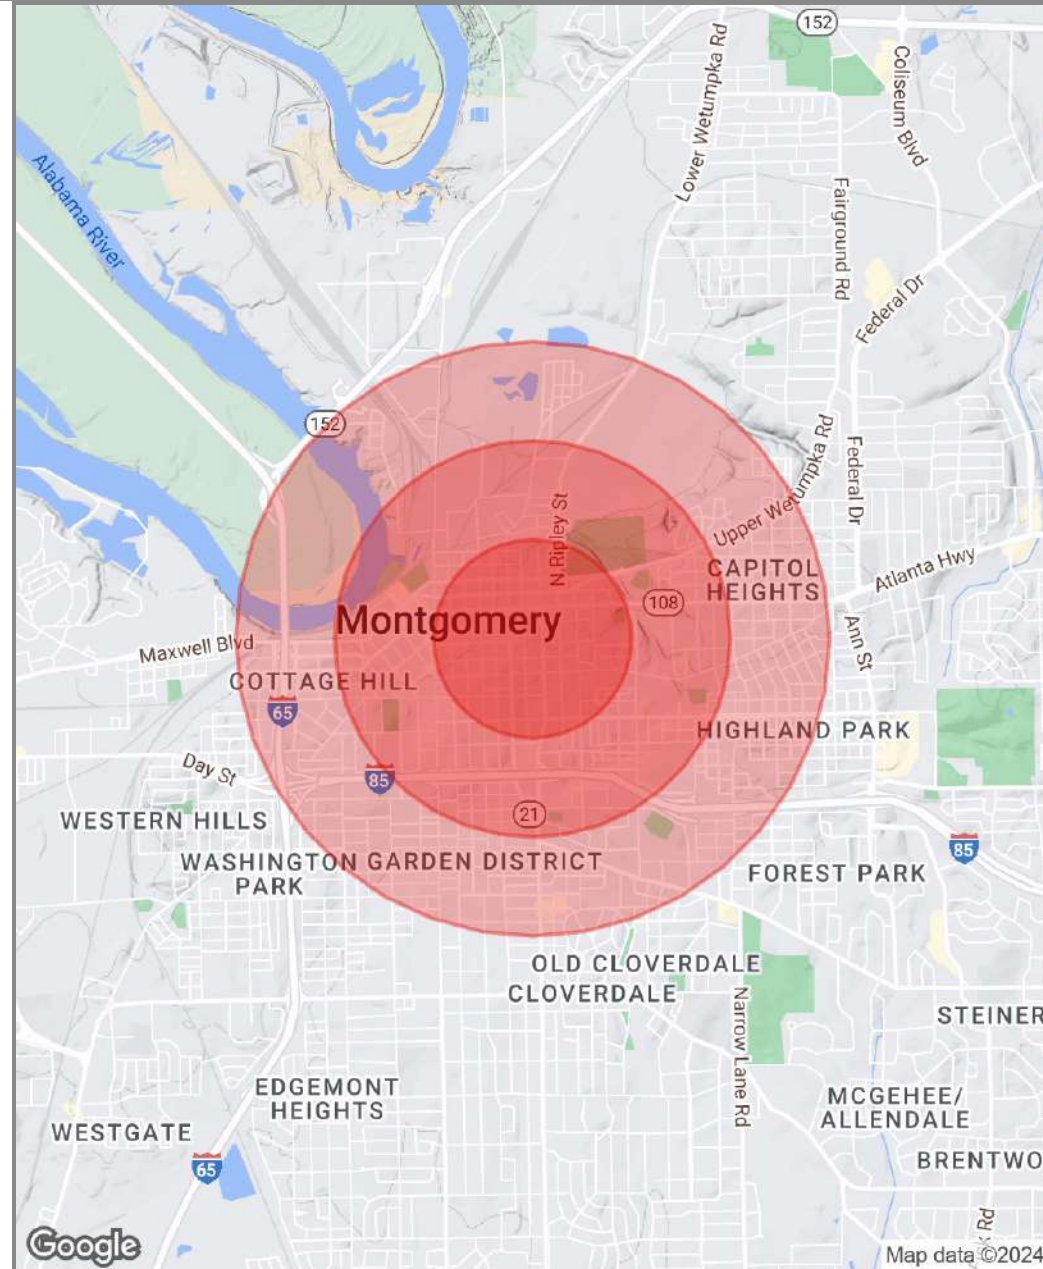 152
Coliseum Blvd
Lower Wetumpka Rd
Alabama River
Fairground Rd
Federal Dr
152
Upper Wetumpka Rd
Federal Dr
N Ripley St
Atlanta Hwy
CAPITOL
HEIGHTS
108
Montgomery
Ann St
Maxwell Blvd
COTTAGE HILL
65
HIGHLAND PARK
Day St
85
21
WESTERN HILLS
85
WASHINGTON
PARK
GARDEN DISTRICT
FOREST PARK
OLD CLOVERDALE
CLOVERDALE
Narrow Lane Rd
STEINER
EDGEMONT
HEIGHTS
MCGEHEE/
ALLENDALE
WESTGATE
65
BRENTWO
k Rd
Google
Map data ©2024